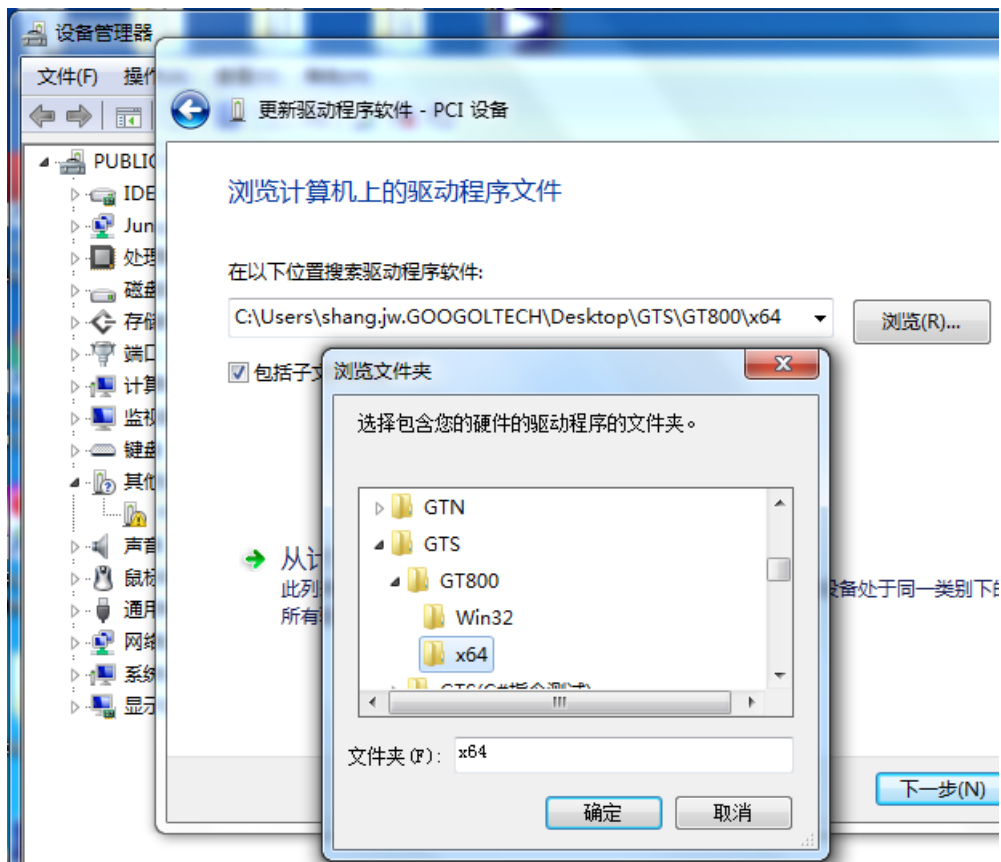 设备管理器
文件(F) 操作
更新驱动程序软件 - PCI 设备
PUBLIC
IDE
Jun
处理
磁盘
存储
端口
计算
监视
键盘
其他
声音
鼠标
通用
网络
系统
显示
浏览计算机上的驱动程序文件
在以下位置搜索驱动程序软件:
C:\Users\shang.jw.GOOGOLTECH\Desktop\GTS\GT800\x64
浏览(R)...
包括子文
从计
此列
设备处于同一类别下的
所有
浏览文件夹
选择包含您的硬件的驱动程序的文件夹。
GTN
GTS
GT800
Win32
x64
GTS(C#指令测试)
文件夹(F):
x64
确定
取消
下一步(N)